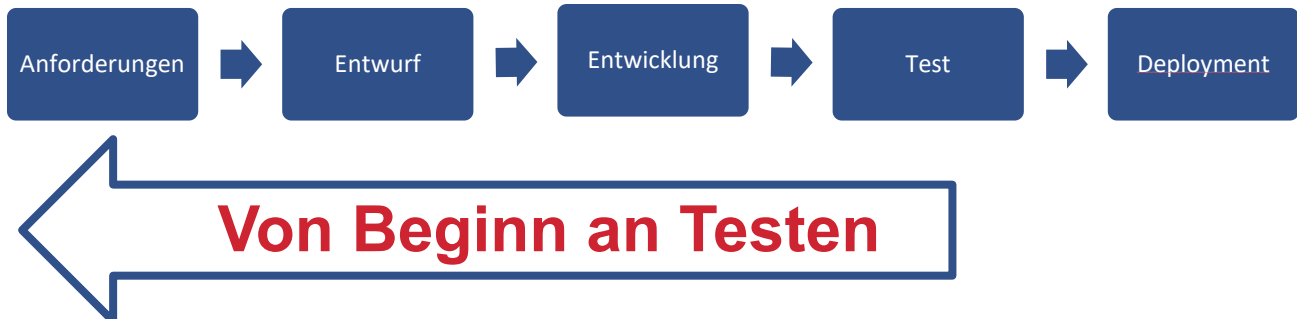 Anforderungen
Entwurf
Entwicklung
Test
Deployment
Von Beginn an Testen